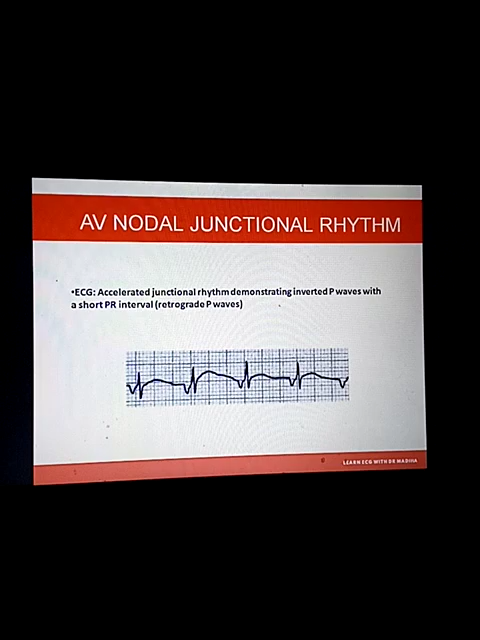 AV NODAL JUNCTIONAL RHYTHM
•ECG: Accelerated junctional rhythm demonstrating inverted P waves with
a short PR interval (retrograde P waves)
LEARN ECG WITH DR MADIHA